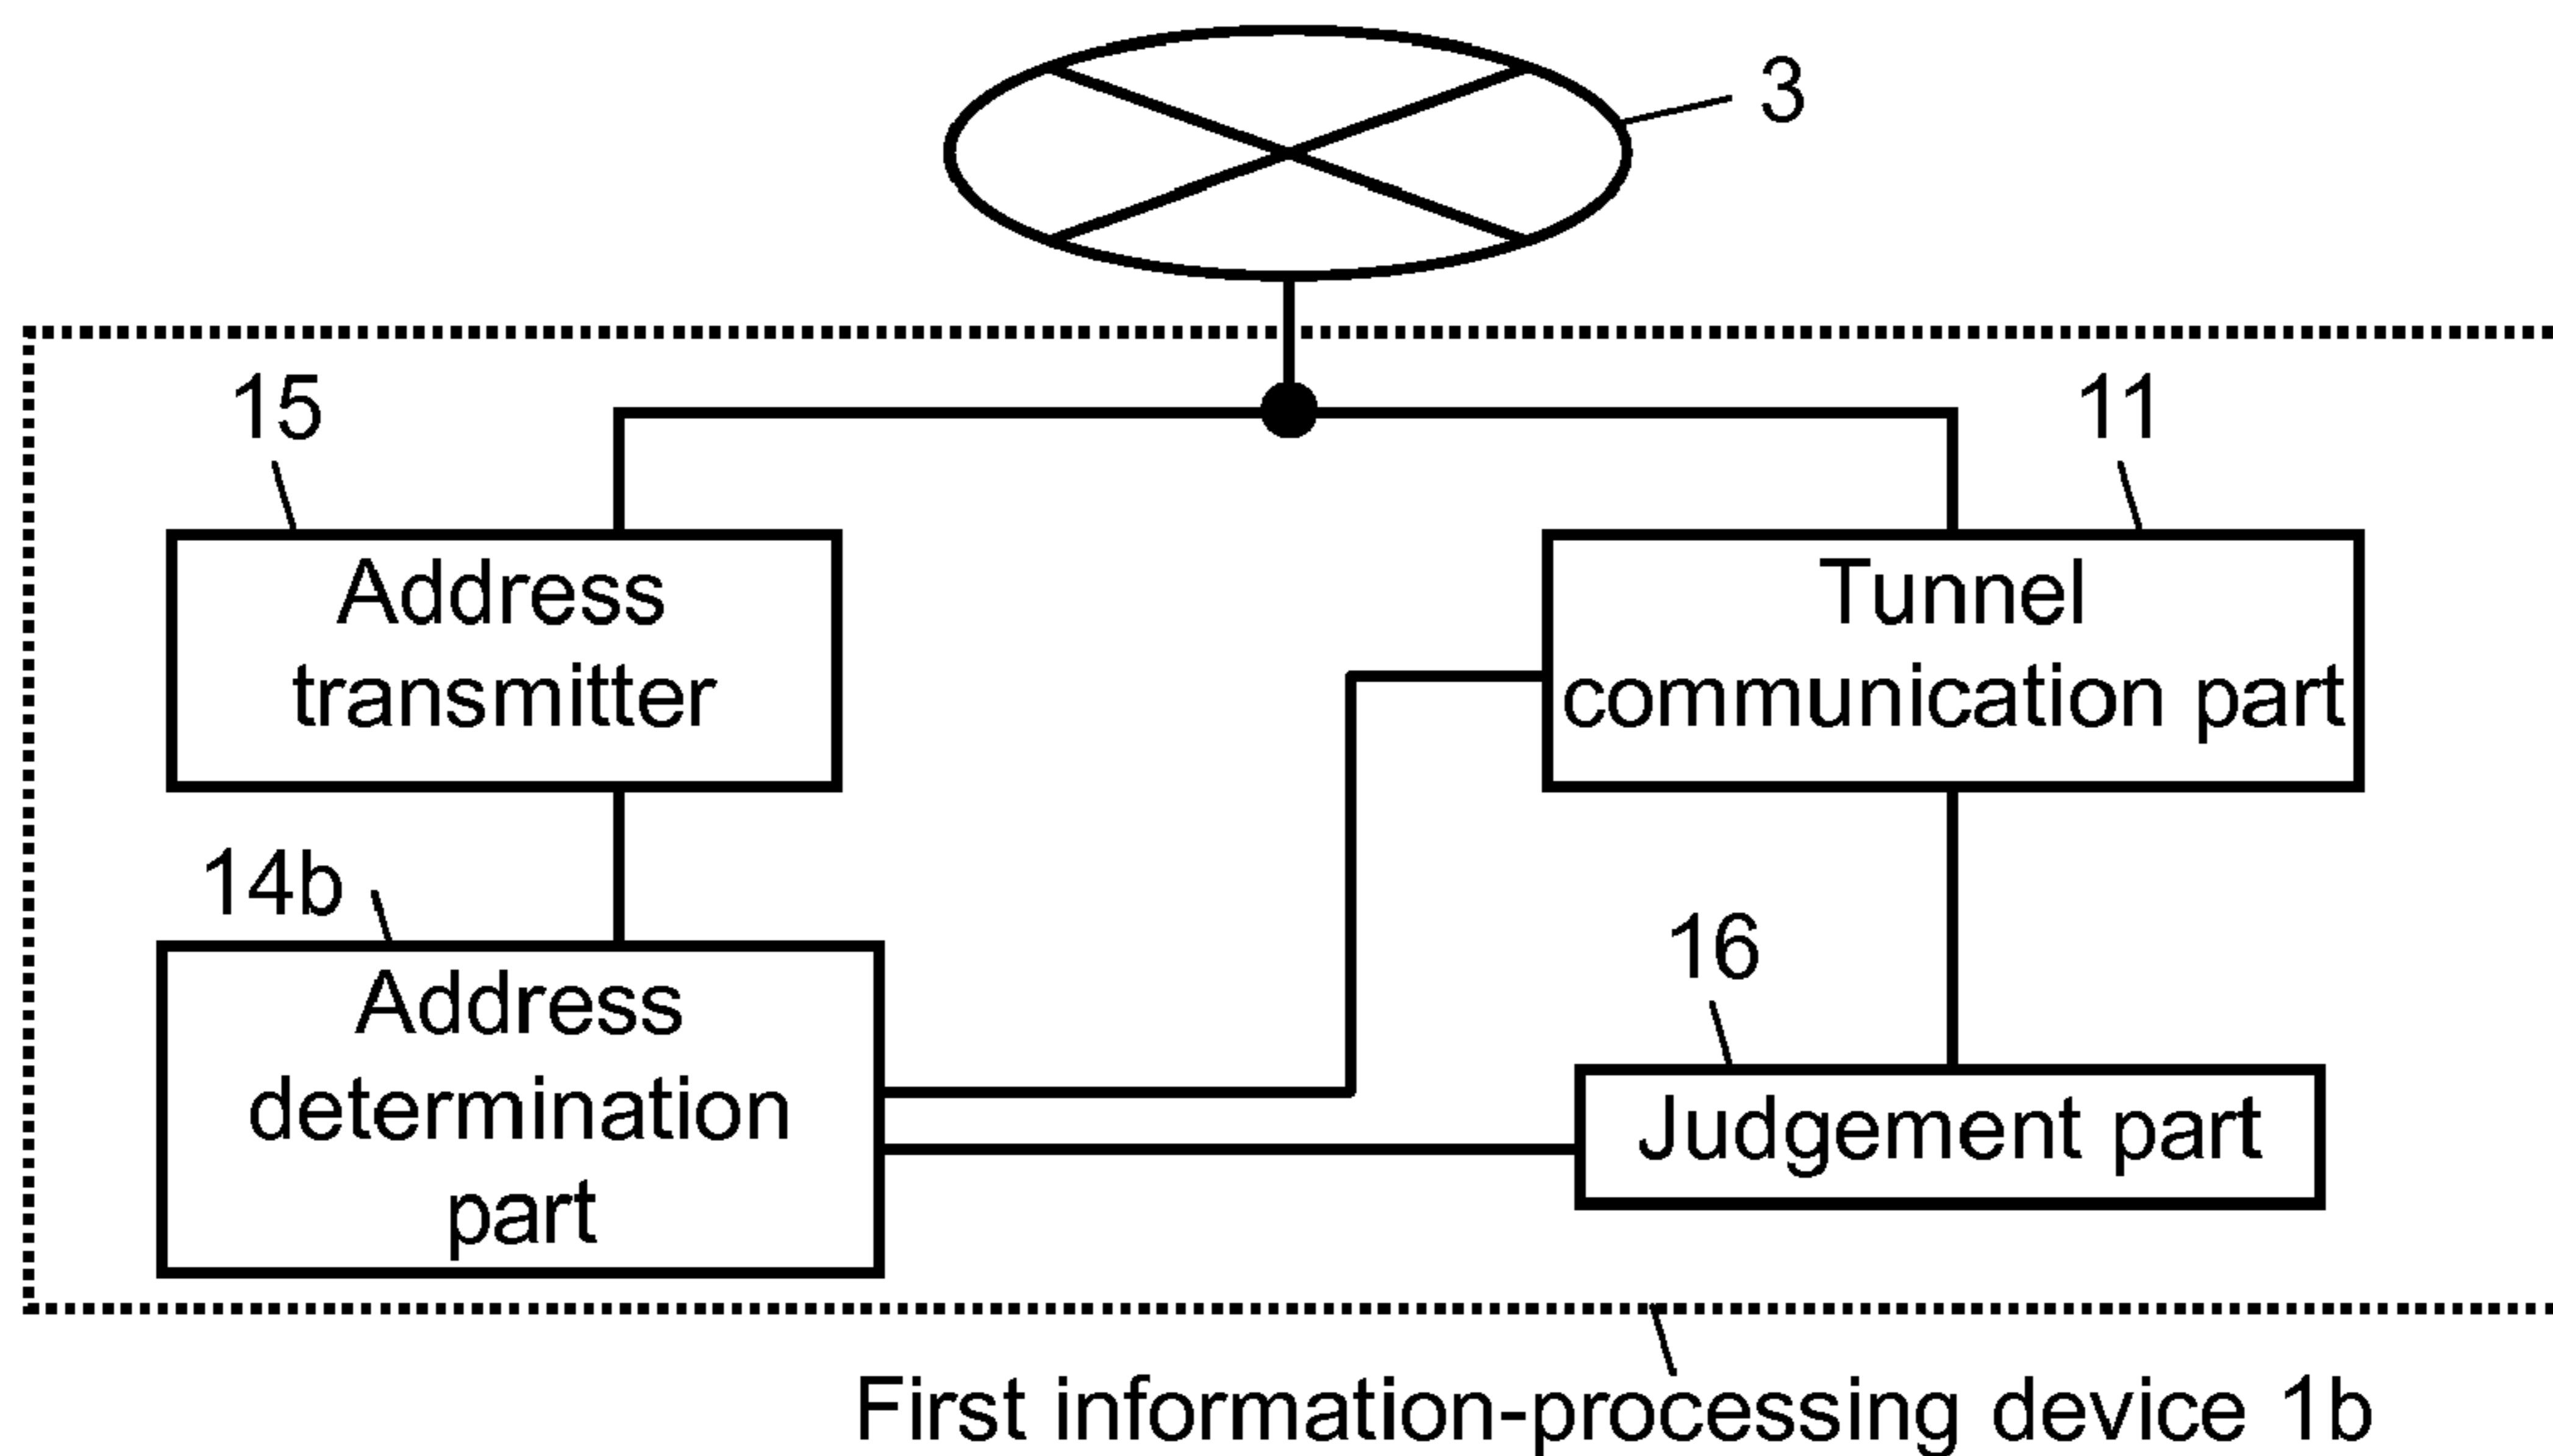 3
15
11
Address
transmitter
Tunnel
communication part
14b
16
Address
determination
part
Judgement part
First information-processing device 1b